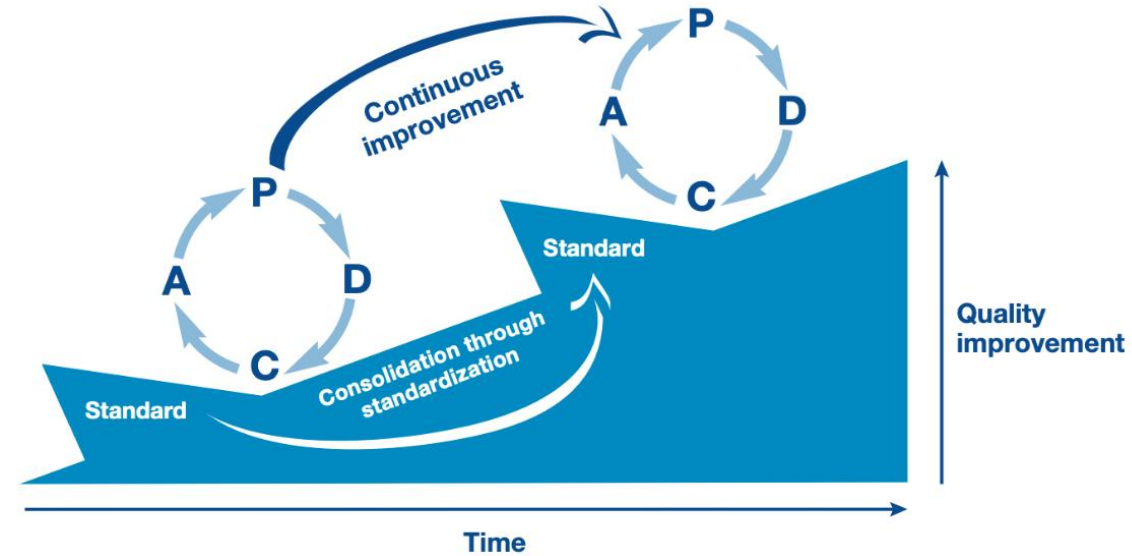 P
Continuous
improvement
A
D
C
P
A
D
C
Standard
Consolidation through
standardization
Standard
Quality
improvement
Time